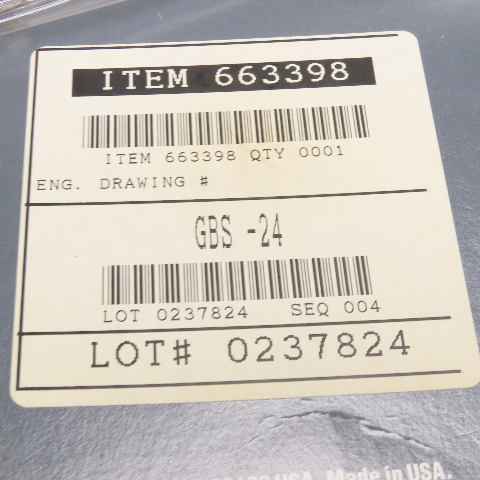 ITEM 663398
ITEM 663398 QTY 0001
ENG. DRAWING #
GBS -24
LOT 0237824 SEQ 004
LOT# 0237824
USA. Made in USA.